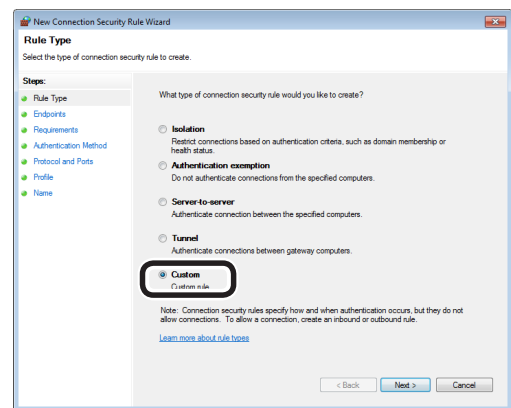 New Connection Security Rule Wizard
Rule Type
Select the type of connection security rule to create.
Steps:
Rule Type
Endpoints
Requirements
Authentication Method
Protocol and Ports
Profile
Name
What type of connection security rule would you like to create?
Isolation
Restrict connections based on authentication criteria, such as domain membership or
health status.
Authentication exemption
Do not authenticate connections from the specified computers.
Server-to-server
Authenticate connection between the specified computers.
Tunnel
Authenticate connections between gateway computers.
Custom
Custom rule
Note: Connection security rules specify how and when authentication occurs, but they do not
allow connections. To allow a connection, create an inbound or outbound rule.
Learn more about rule types
< Back Next > Cancel